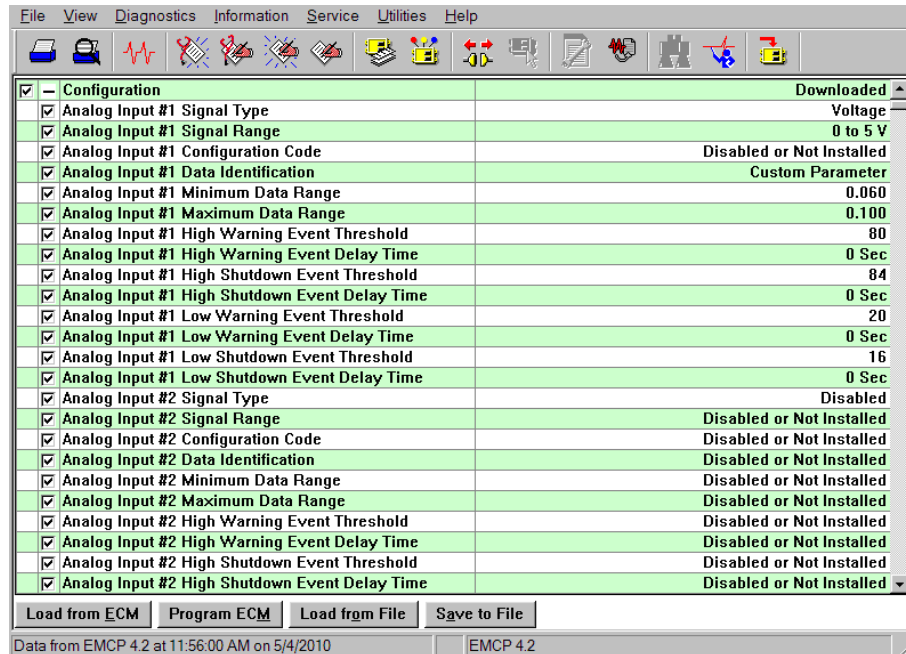 File View Diagnostics Information Service Utilities Help
Configuration Downloaded
Analog Input #1 Signal Type Voltage
Analog Input #1 Signal Range 0 to 5 V
Analog Input #1 Configuration Code Disabled or Not Installed
Analog Input #1 Data Identification Custom Parameter
Analog Input #1 Minimum Data Range 0.060
Analog Input #1 Maximum Data Range 0.100
Analog Input #1 High Warning Event Threshold 80
Analog Input #1 High Warning Event Delay Time 0 Sec
Analog Input #1 High Shutdown Event Threshold 84
Analog Input #1 High Shutdown Event Delay Time 0 Sec
Analog Input #1 Low Warning Event Threshold 20
Analog Input #1 Low Warning Event Delay Time 0 Sec
Analog Input #1 Low Shutdown Event Threshold 16
Analog Input #1 Low Shutdown Event Delay Time 0 Sec
Analog Input #2 Signal Type Disabled
Analog Input #2 Signal Range Disabled or Not Installed
Analog Input #2 Configuration Code Disabled or Not Installed
Analog Input #2 Data Identification Disabled or Not Installed
Analog Input #2 Minimum Data Range Disabled or Not Installed
Analog Input #2 Maximum Data Range Disabled or Not Installed
Analog Input #2 High Warning Event Threshold Disabled or Not Installed
Analog Input #2 High Warning Event Delay Time Disabled or Not Installed
Analog Input #2 High Shutdown Event Threshold Disabled or Not Installed
Analog Input #2 High Shutdown Event Delay Time Disabled or Not Installed
Load from ECM Program ECM Load from File Save to File
Data from EMCP 4.2 at 11:56:00 AM on 5/4/2010 EMCP 4.2